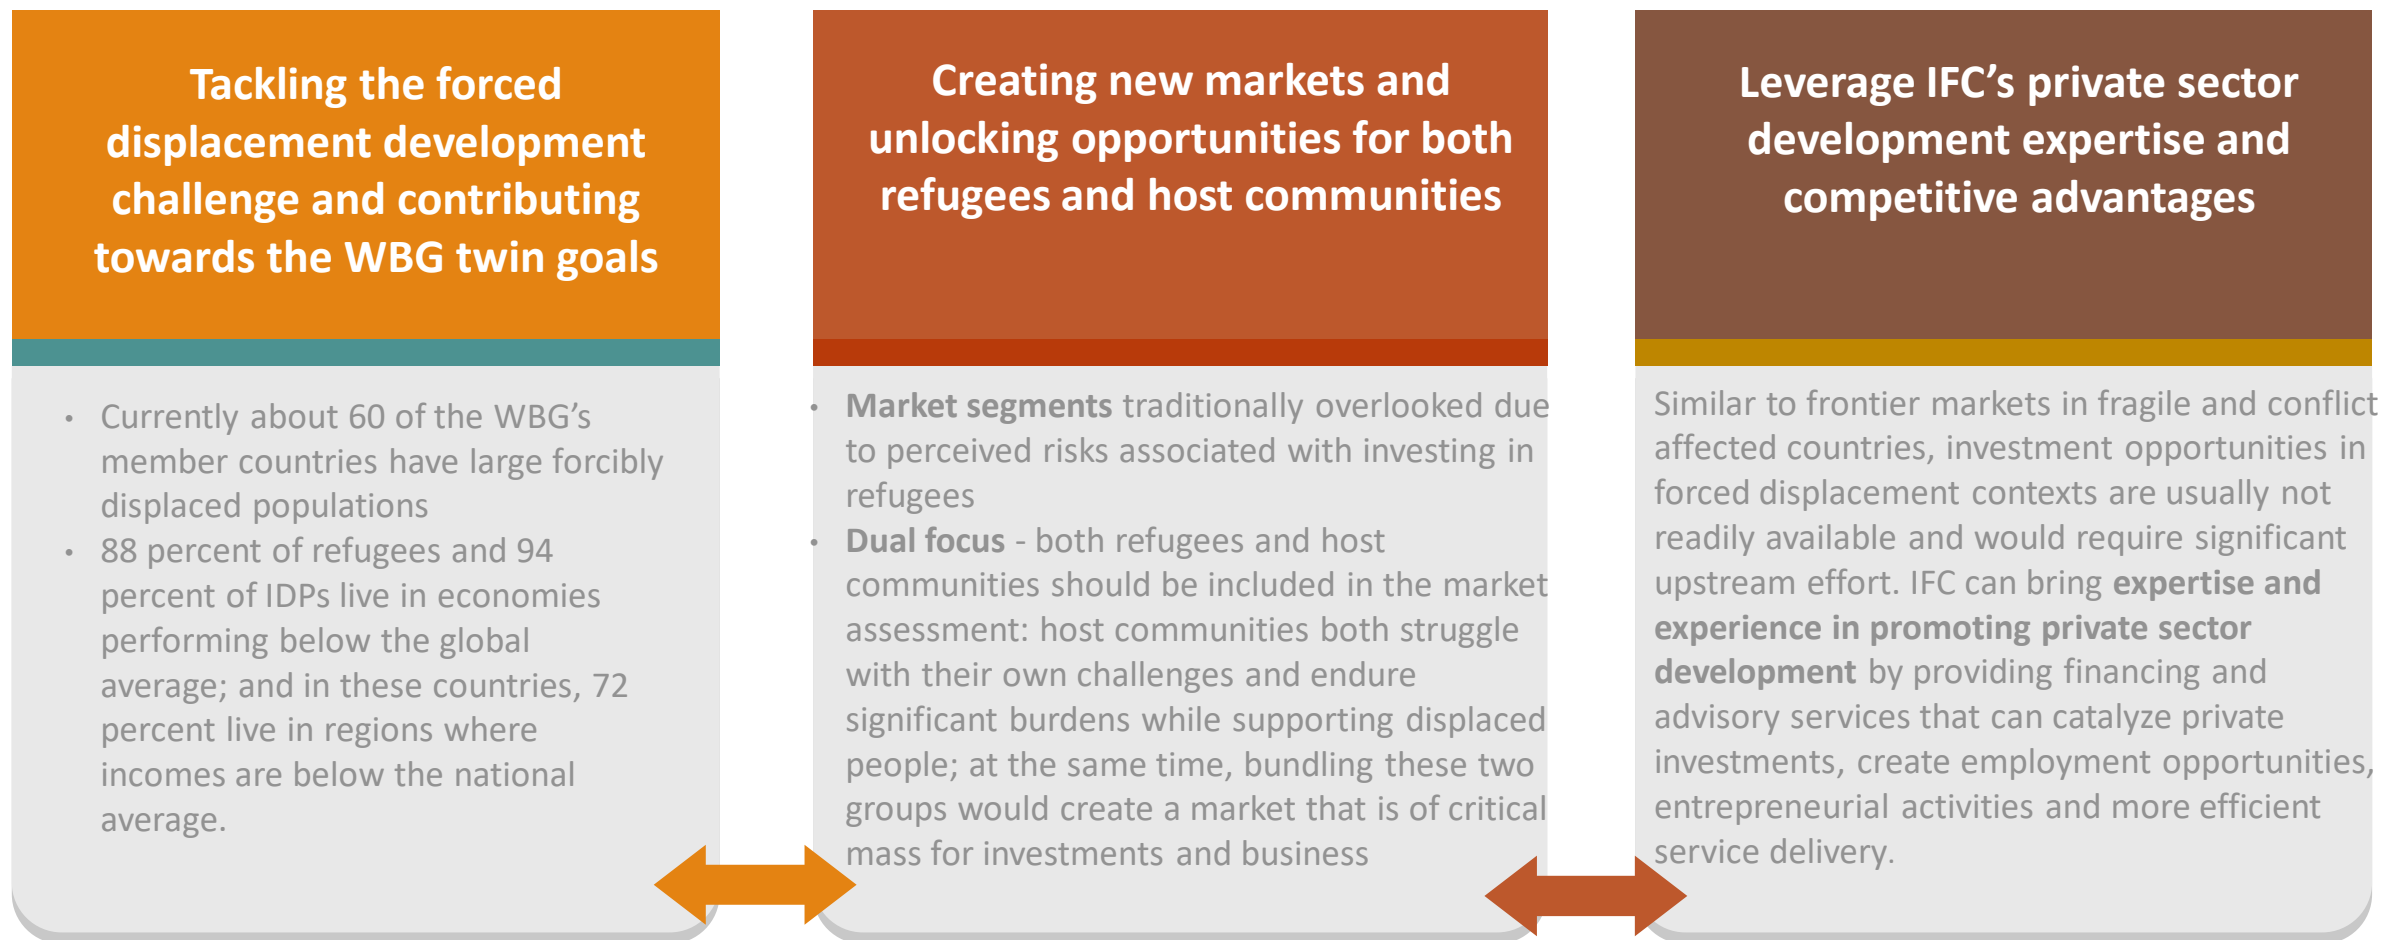 Tackling the forced
displacement development
challenge and contributing
towards the WBG twin goals
• Currently about 60 of the WBG’s
member countries have large forcibly
displaced populations
• 88 percent of refugees and 94
percent of IDPs live in economies
performing below the global
average; and in these countries, 72
percent live in regions where
incomes are below the national
average.
Creating new markets and
unlocking opportunities for both
refugees and host communities
• Market segments traditionally overlooked due
to perceived risks associated with investing in
refugees
• Dual focus - both refugees and host
communities should be included in the market
assessment: host communities both struggle
with their own challenges and endure
significant burdens while supporting displaced
people; at the same time, bundling these two
groups would create a market that is of critical
mass for investments and business
Leverage IFC’s private sector
development expertise and
competitive advantages
Similar to frontier markets in fragile and conflict
affected countries, investment opportunities in
forced displacement contexts are usually not
readily available and would require significant
upstream effort. IFC can bring expertise and
experience in promoting private sector
development by providing financing and
advisory services that can catalyze private
investments, create employment opportunities,
entrepreneurial activities and more efficient
service delivery.